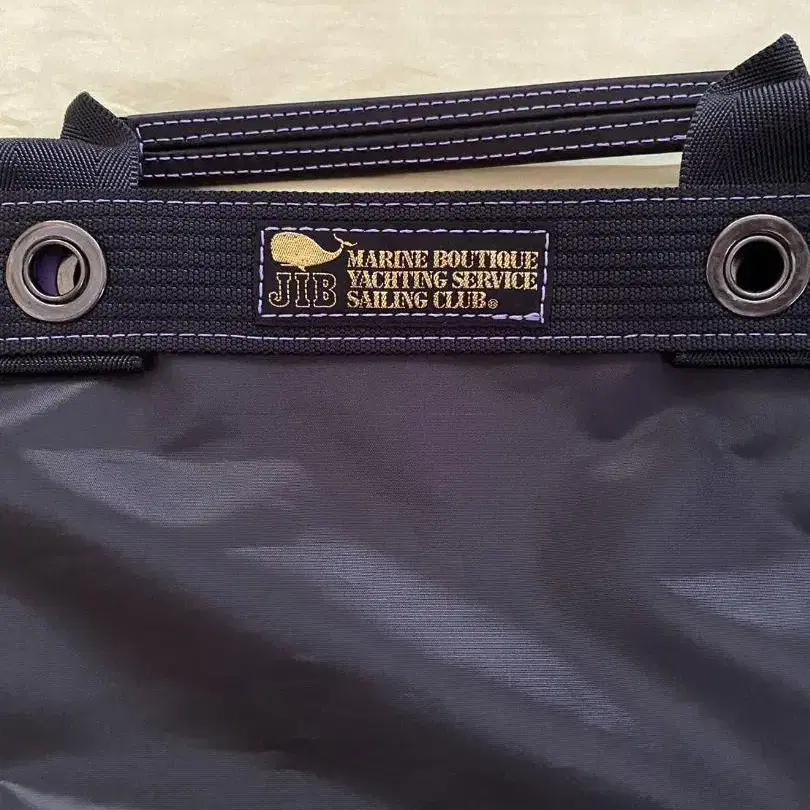 JIB
MARINE BOUTIQUE
YACHTING SERVICE
SAILING CLUB®